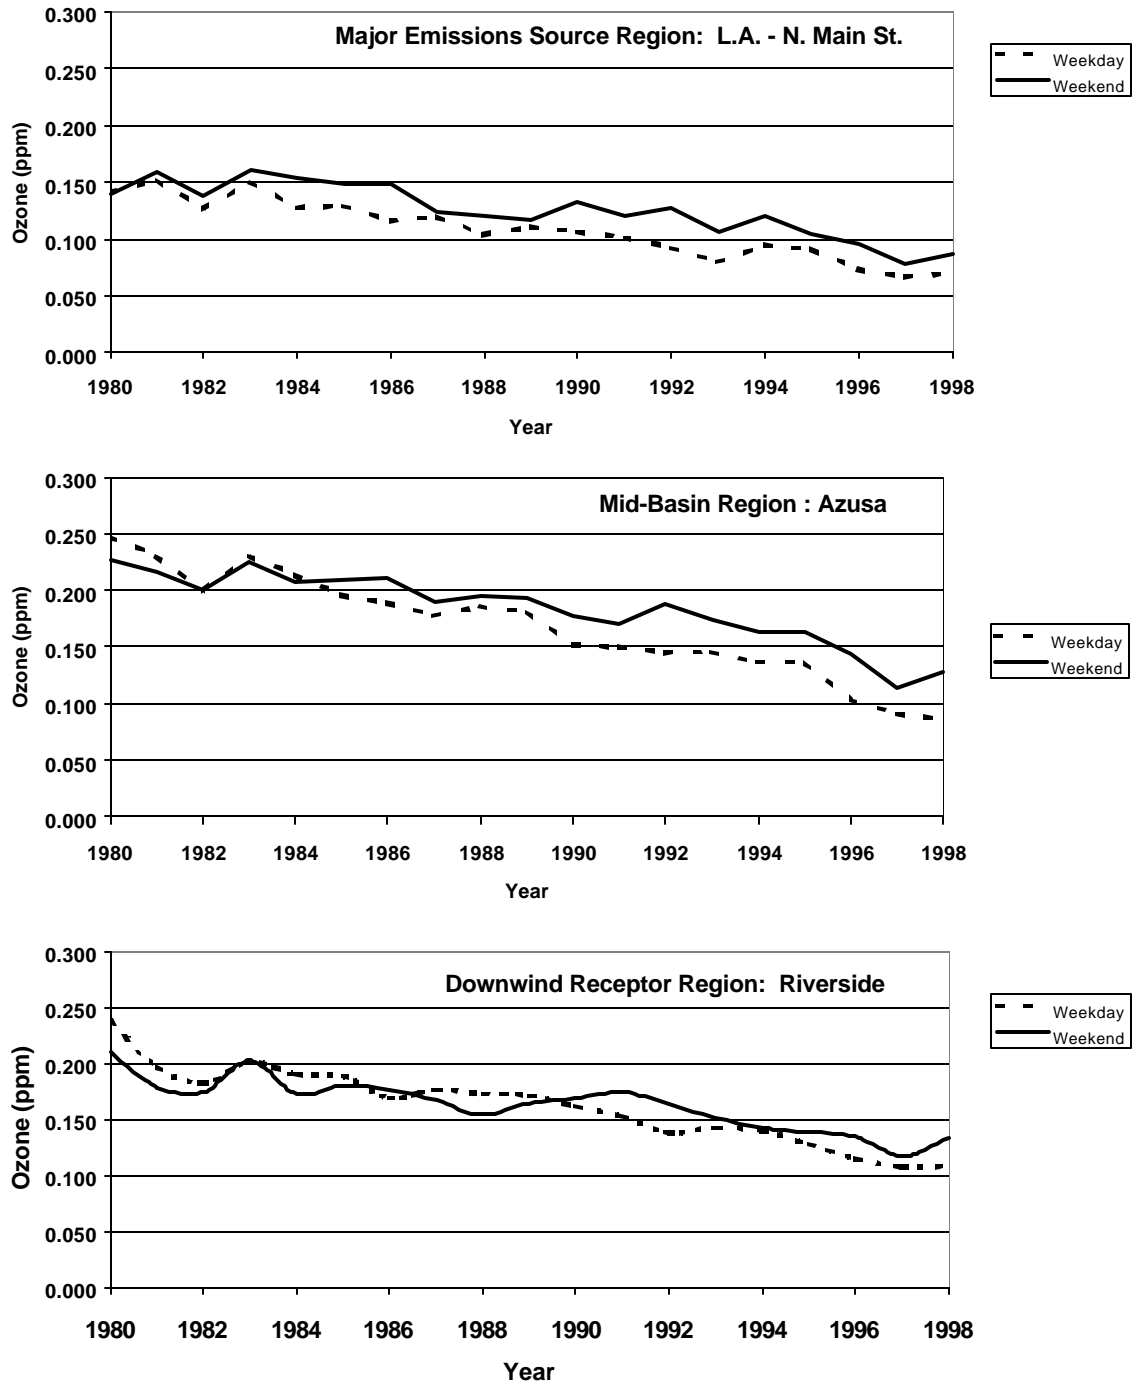 0.300
Major Emissions Source Region: L.A. - N. Main St.
Weekday
Weekend
0.250
0.200
0.150
0.100
0.050
0.000
Ozone (ppm)
1980 1982 1984 1986 1988 1990 1992 1994 1996 1998
Year
0.300
Mid-Basin Region : Azusa
0.250
0.200
0.150
0.100
0.050
0.000
Ozone (ppm)
Weekday
Weekend
1980 1982 1984 1986 1988 1990 1992 1994 1996 1998
Year
0.300
Downwind Receptor Region: Riverside
Weekday
Weekend
0.250
0.200
0.150
0.100
0.050
0.000
Ozone (ppm)
1980 1982 1984 1986 1988 1990 1992 1994 1996 1998
Year